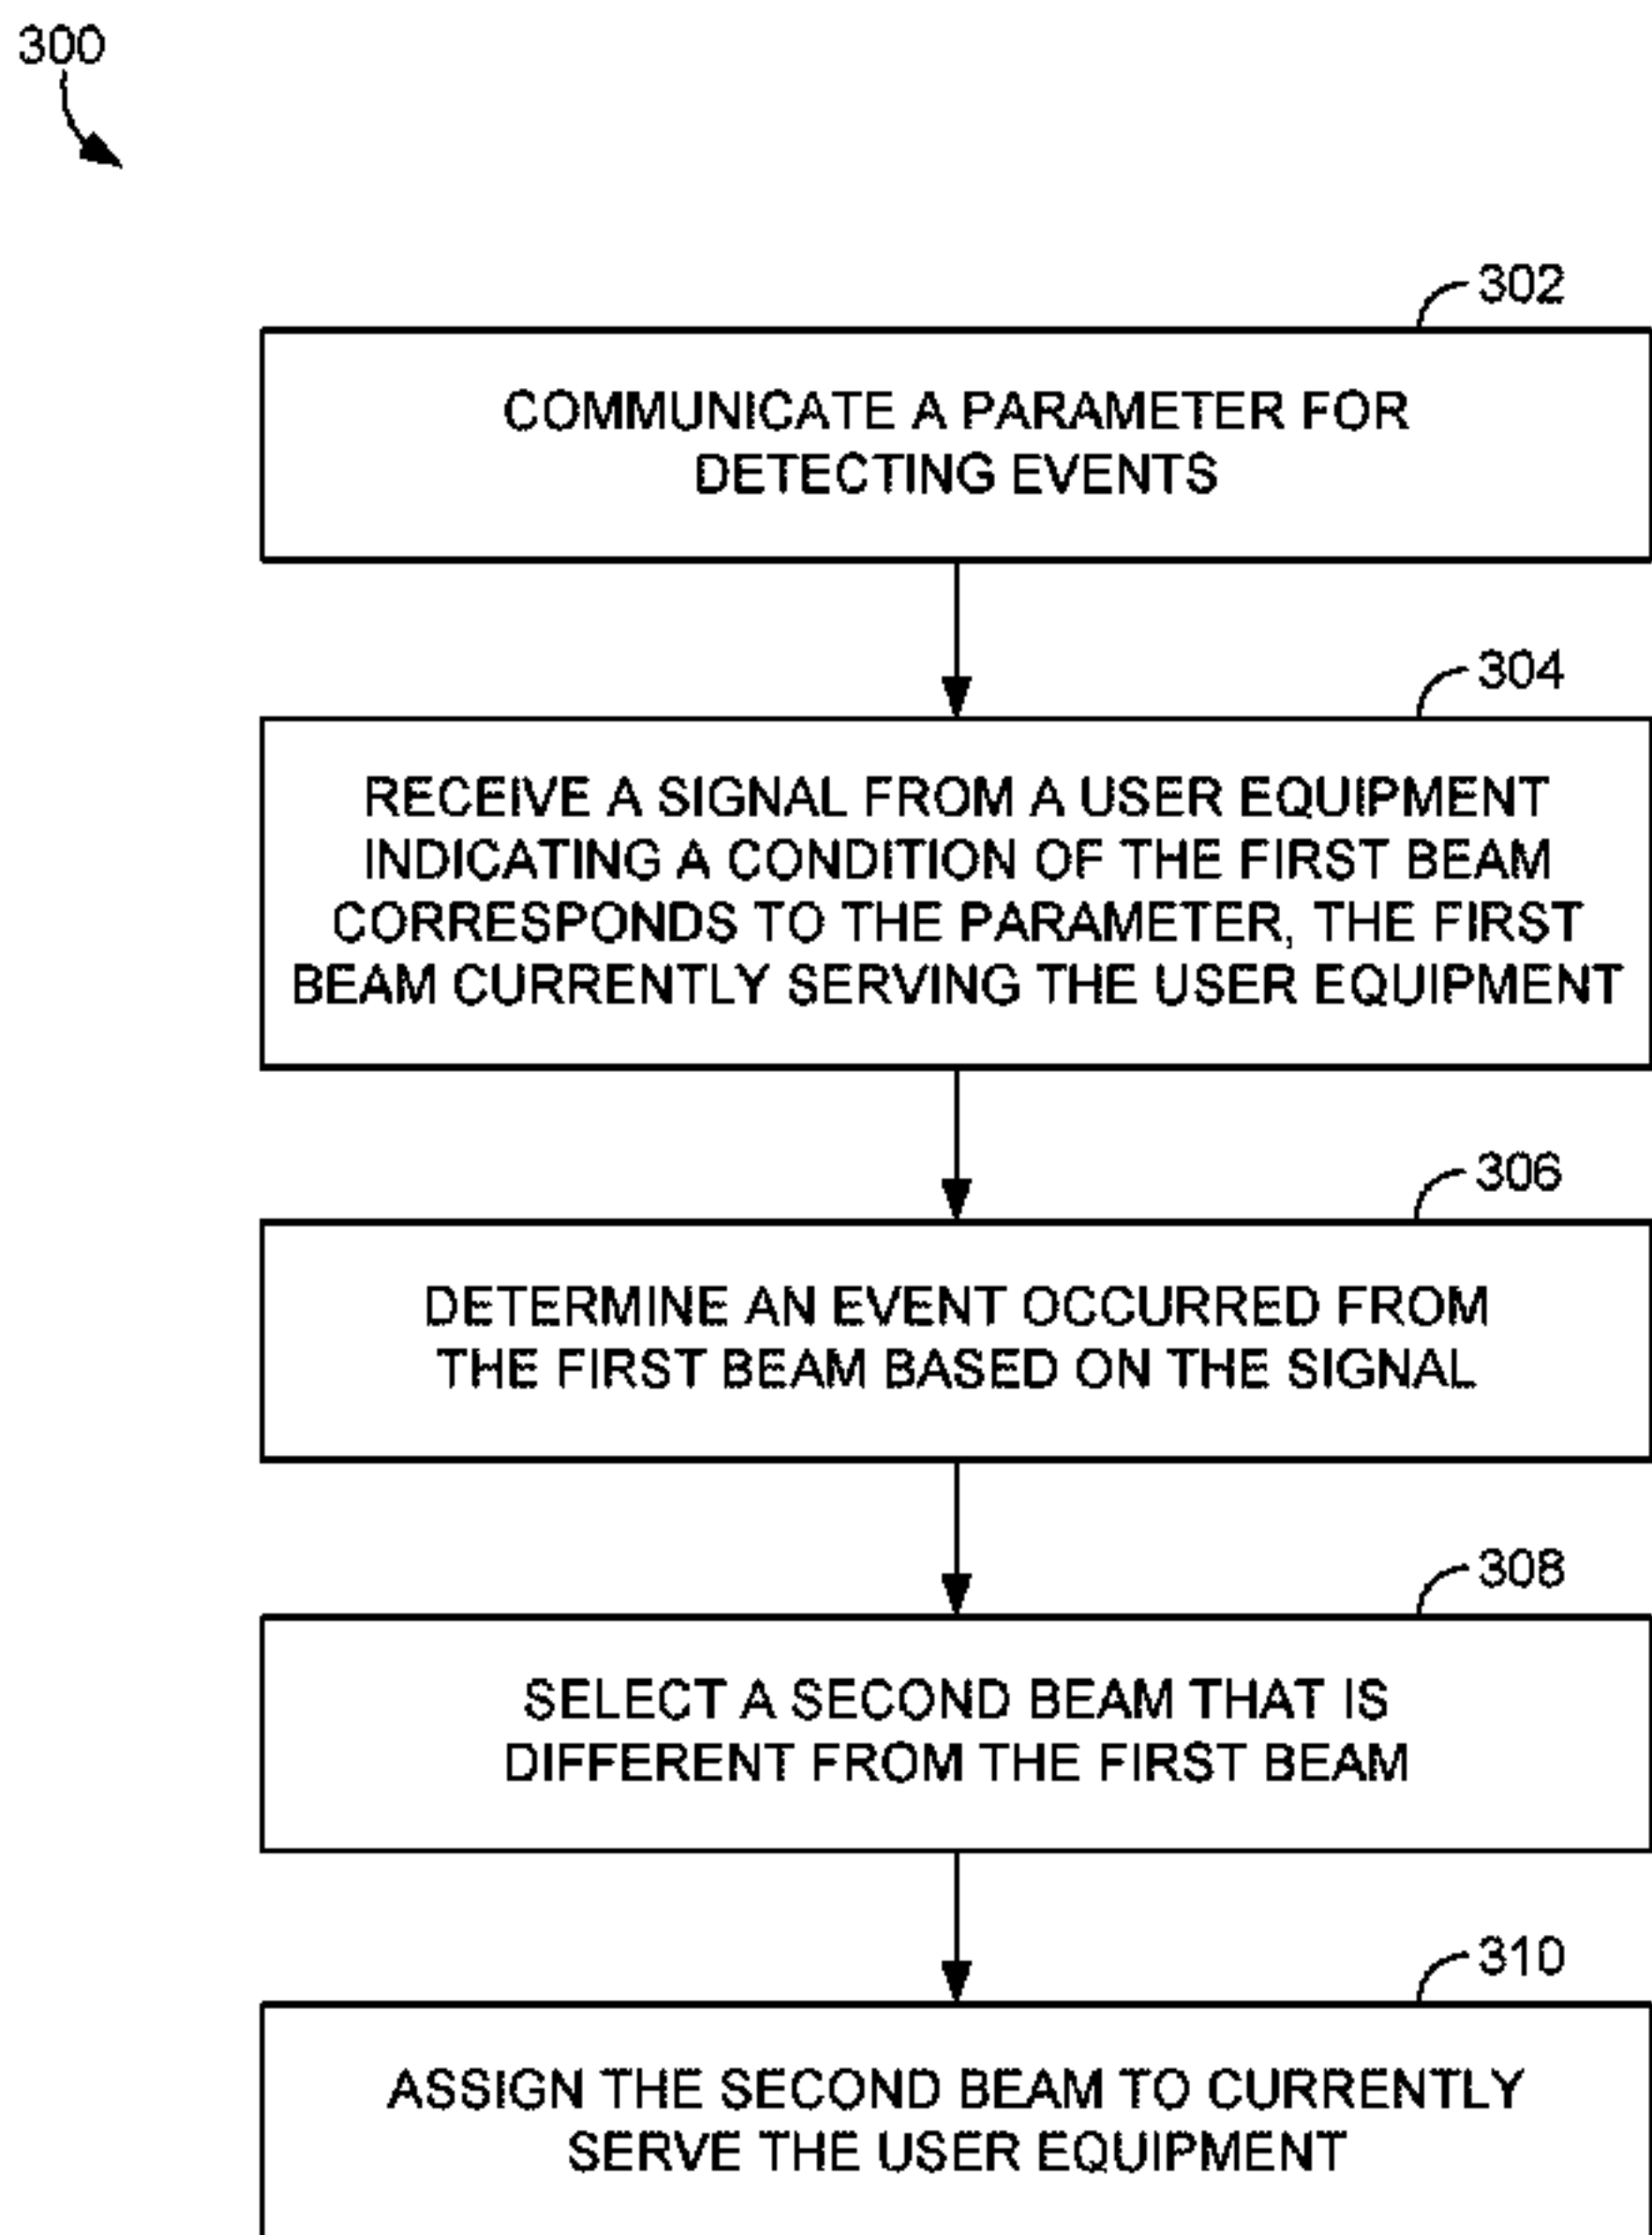 300
302
COMMUNICATE A PARAMETER FOR
DETECTING EVENTS
304
RECEIVE A SIGNAL FROM A USER EQUIPMENT
INDICATING A CONDITION OF THE FIRST BEAM
CORRESPONDS TO THE PARAMETER, THE FIRST
BEAM CURRENTLY SERVING THE USER EQUIPMENT
306
DETERMINE AN EVENT OCCURRED FROM
THE FIRST BEAM BASED ON THE SIGNAL
308
SELECT A SECOND BEAM THAT IS
DIFFERENT FROM THE FIRST BEAM
310
ASSIGN THE SECOND BEAM TO CURRENTLY
SERVE THE USER EQUIPMENT